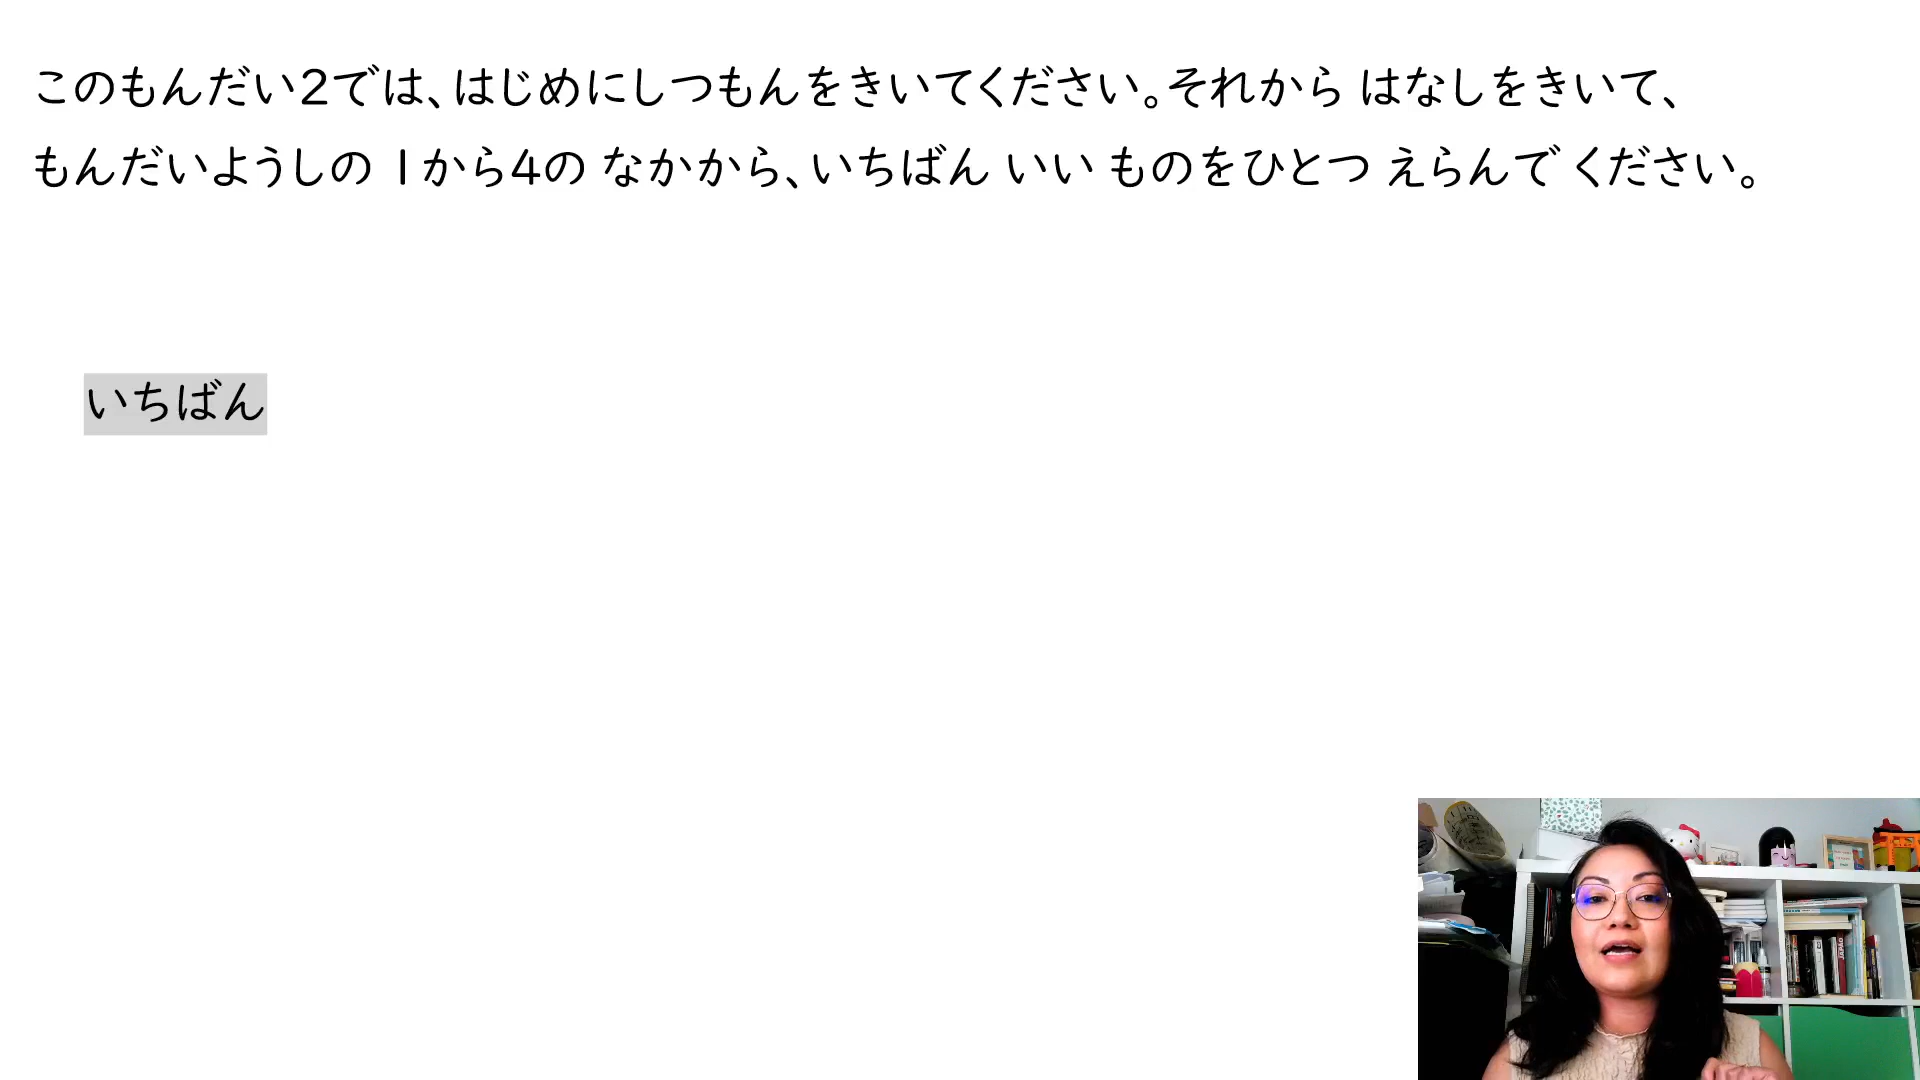 このもんだい2では、はじめにしつもんをきいてください。それから はなしをきいて、
もんだいようしの 1から4の なかから、いちばん いい ものをひとつ えらんで ください。
いちばん